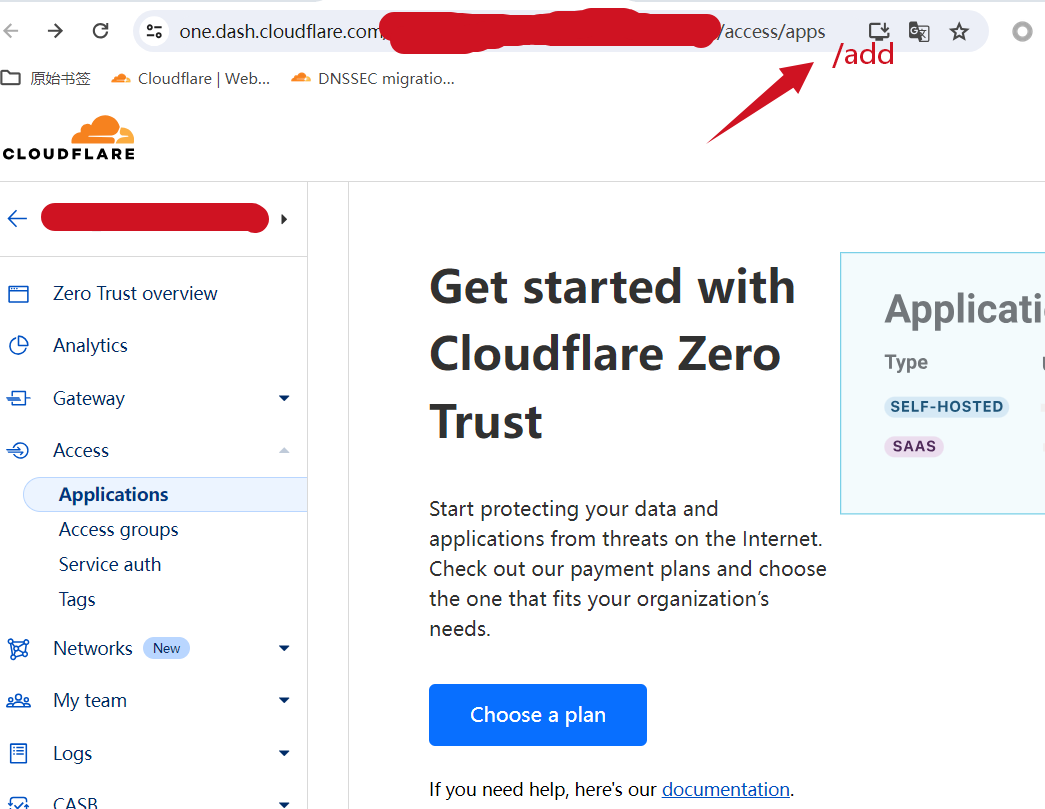 one.dash.cloudflare.com
/access/apps
/add
原始书签
Cloudflare | Web...
DNSSEC migratio...
CLOUDFLARE
Zero Trust overview
Analytics
Gateway
Access
Applications
Access groups
Service auth
Tags
Networks New
My team
Logs
CASB
Get started with
Cloudflare Zero
Trust
Start protecting your data and
applications from threats on the Internet.
Check out our payment plans and choose
the one that fits your organization’s
needs.
Choose a plan
If you need help, here's our documentation.
Applicati
Type
SELF-HOSTED
SAAS